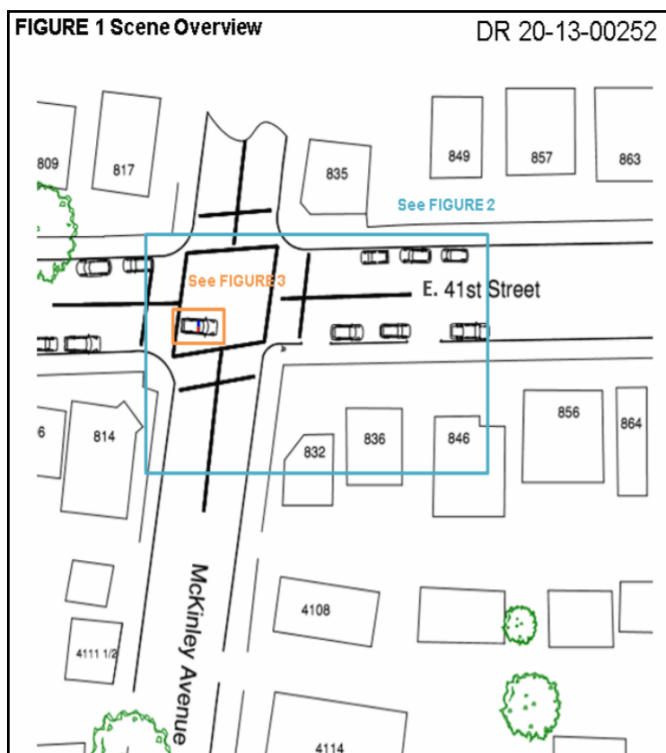 FIGURE 1 Scene Overview
DR 20-13-00252
809
817
835
849
857
863
See FIGURE 2
See FIGURE 3
E. 41st Street
6
814
832
836
846
856
864
McKinley Avenue
4108
4111 1/2
4114